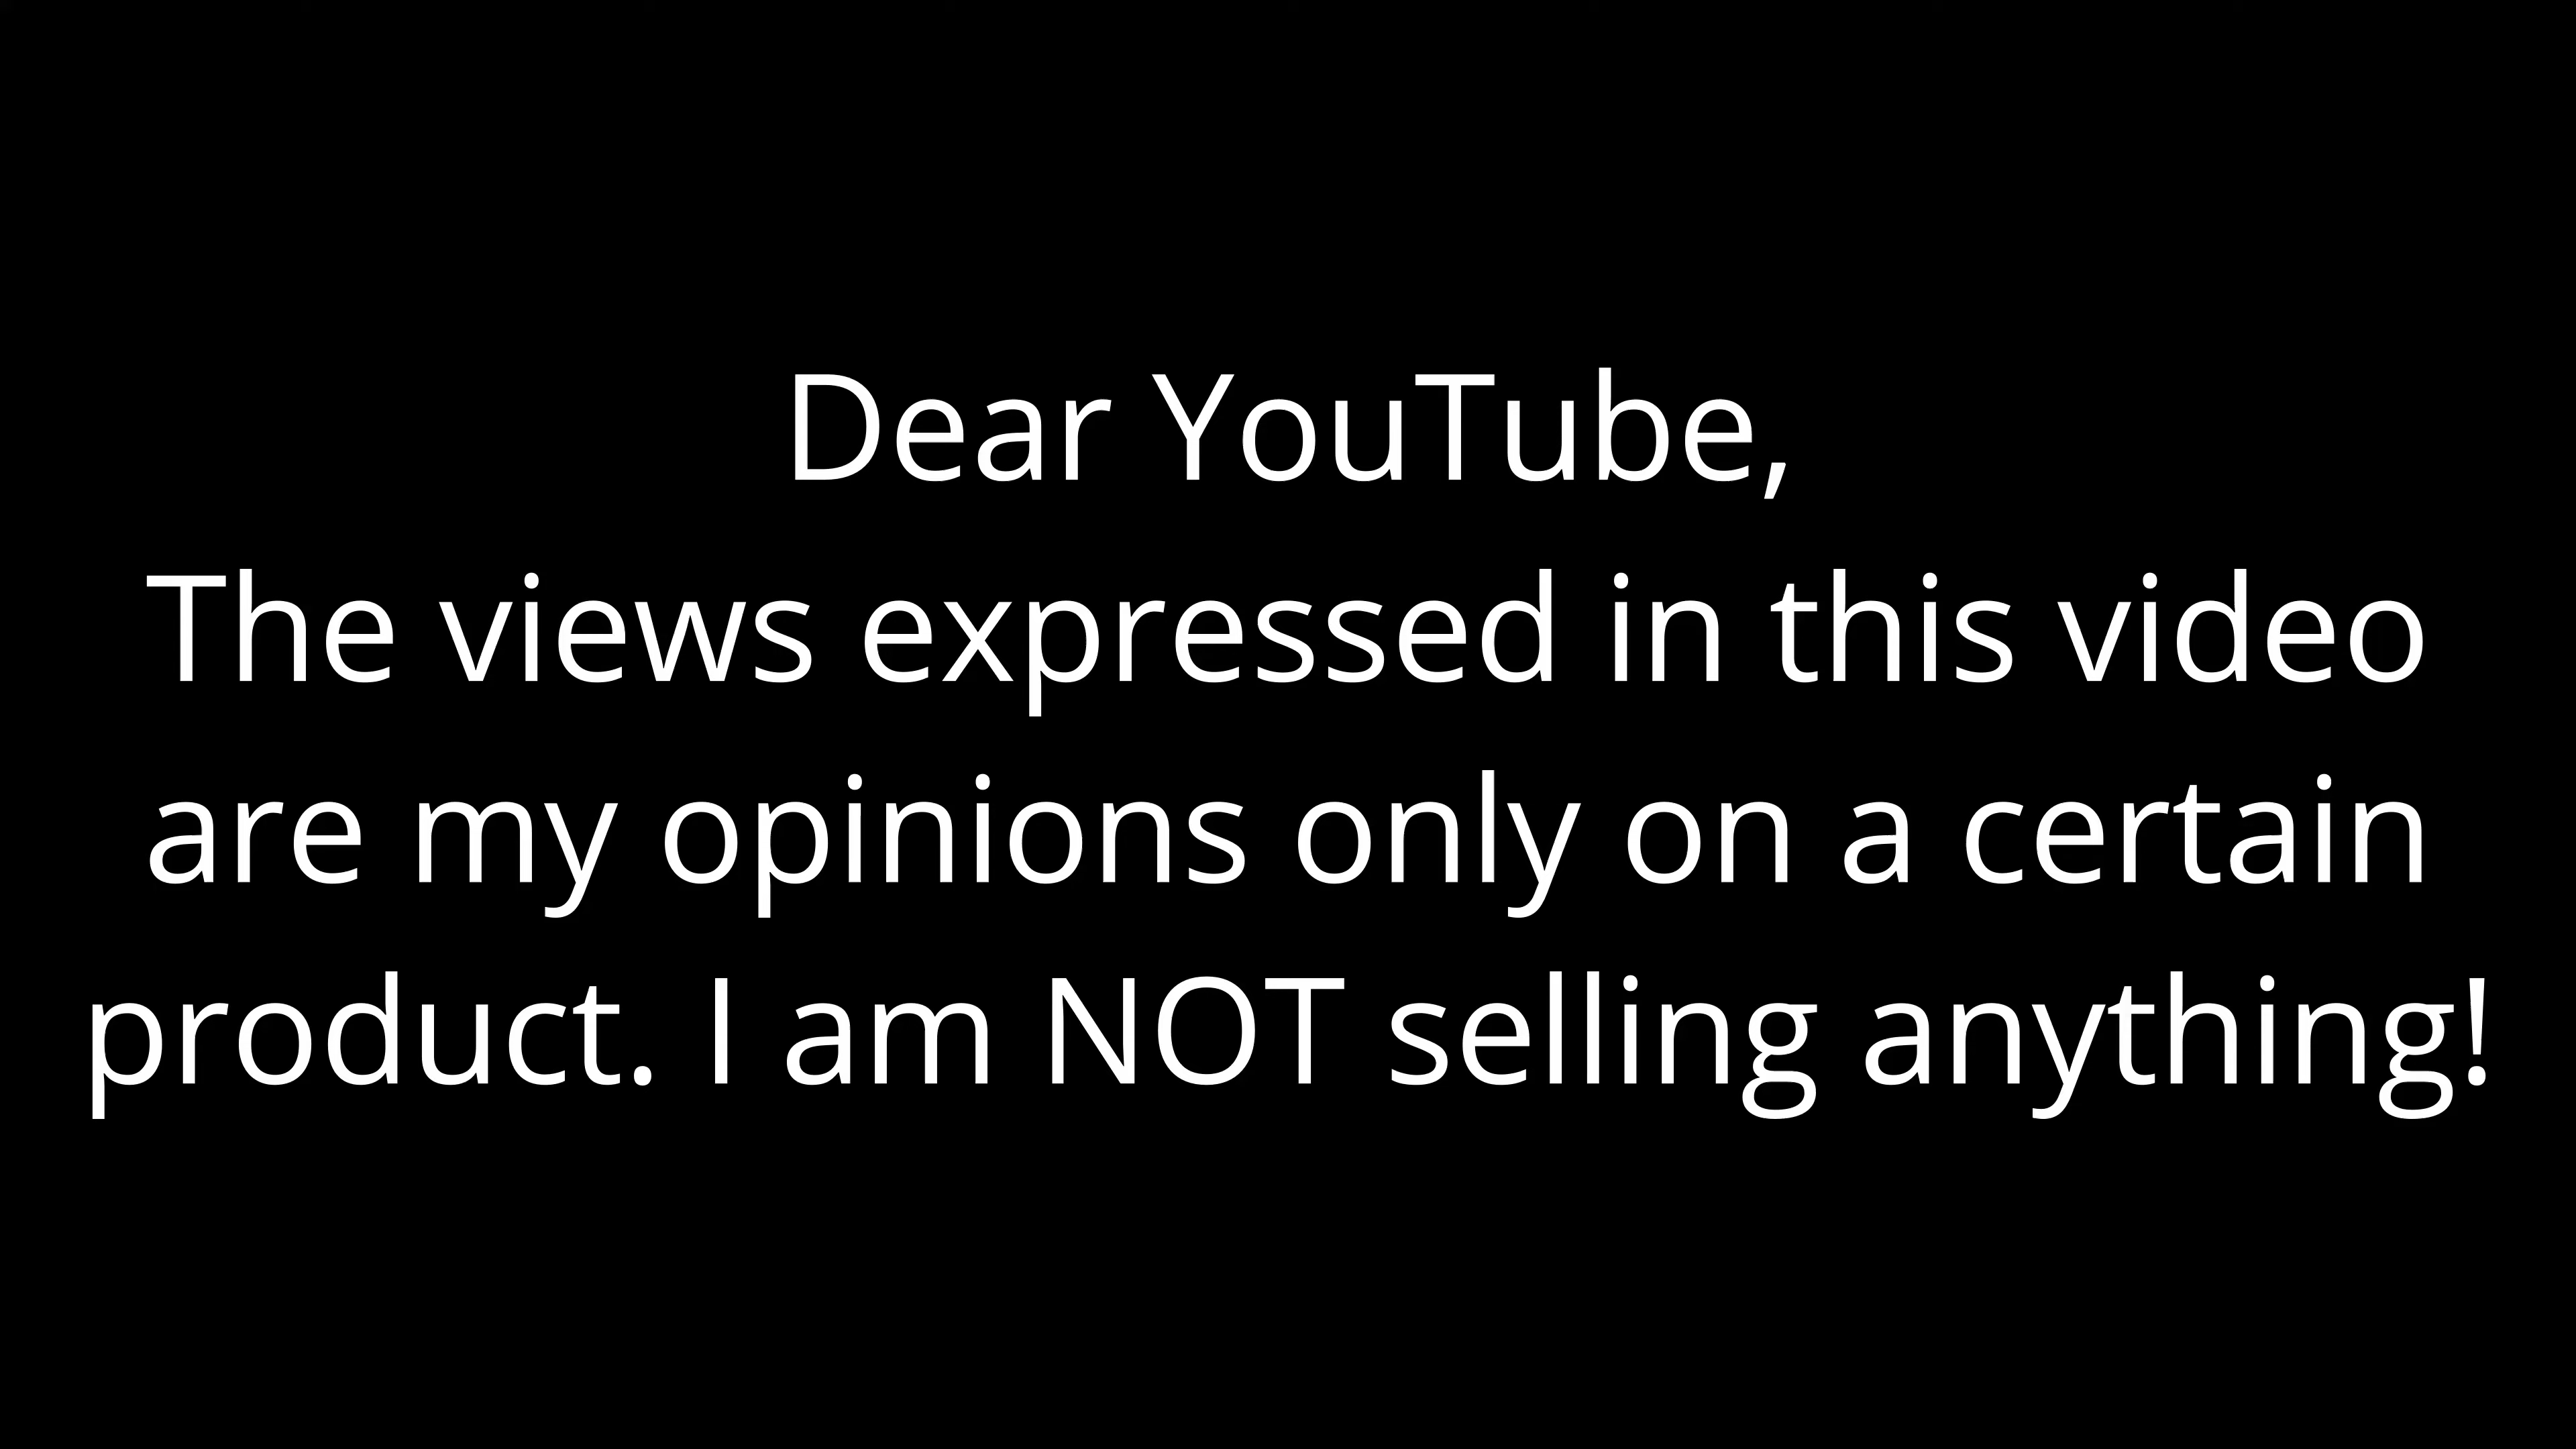 Dear YouTube,
The views expressed in this video
are my opinions only on a certain
product. I am NOT selling anything!